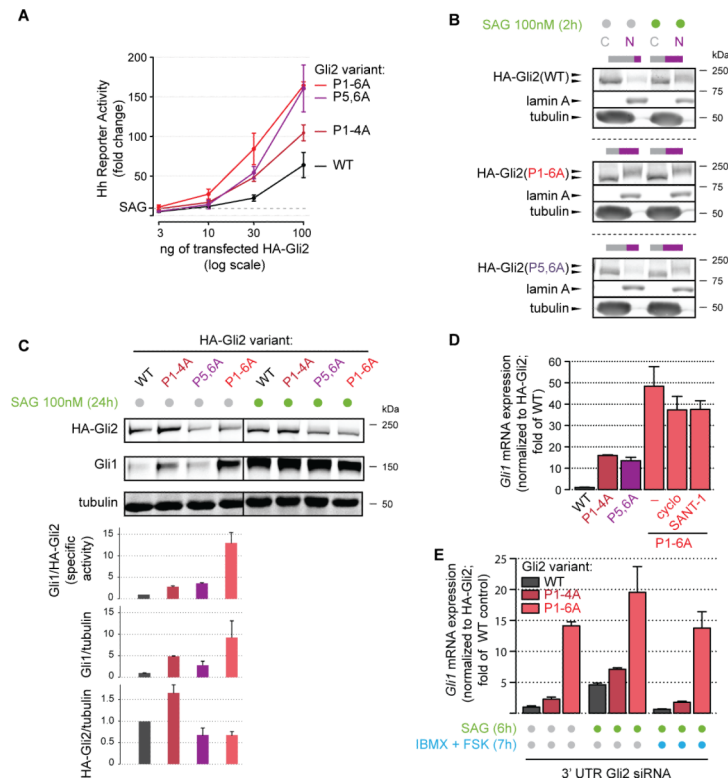 A
Hh Reporter Activity
(fold change)
200
150
100
50
SAG
3
10
30
100
ng of transfected HA-Gli2
(log scale)
Gli2 variant:
P1-6A
P5,6A
P1-4A
WT
B
SAG 100nM (2h)
C N C N
kDa
HA-Gli2(WT)
250
lamin A
75
tubulin
50
HA-Gli2(P1-6A)
250
lamin A
75
tubulin
50
HA-Gli2(P5,6A)
250
lamin A
75
tubulin
50
C
HA-Gli2 variant:
WT P1-4A P5,6A P1-6A WT P1-4A P5,6A P1-6A
SAG 100nM (24h)
kDa
HA-Gli2
250
Gli1
150
tubulin
50
Gli1/HA-Gli2
(specific
activity)
15
10
5
0
Gli1/tubulin
15
10
5
0
HA-Gli2/tubulin
1.5
1
0.5
0
D
Gli1 mRNA expression
(normalized to HA-Gli2;
fold of WT)
60
50
40
30
20
10
0
WT
P1-4A
P5,6A
\
cyclo
SANT-1
P1-6A
E
Gli1 mRNA expression
(normalized to HA-Gli2;
fold of WT control)
25
20
15
10
5
0
Gli2 variant:
WT
P1-4A
P1-6A
SAG (6h)
IBMX + FSK (7h)
3' UTR Gli2 siRNA